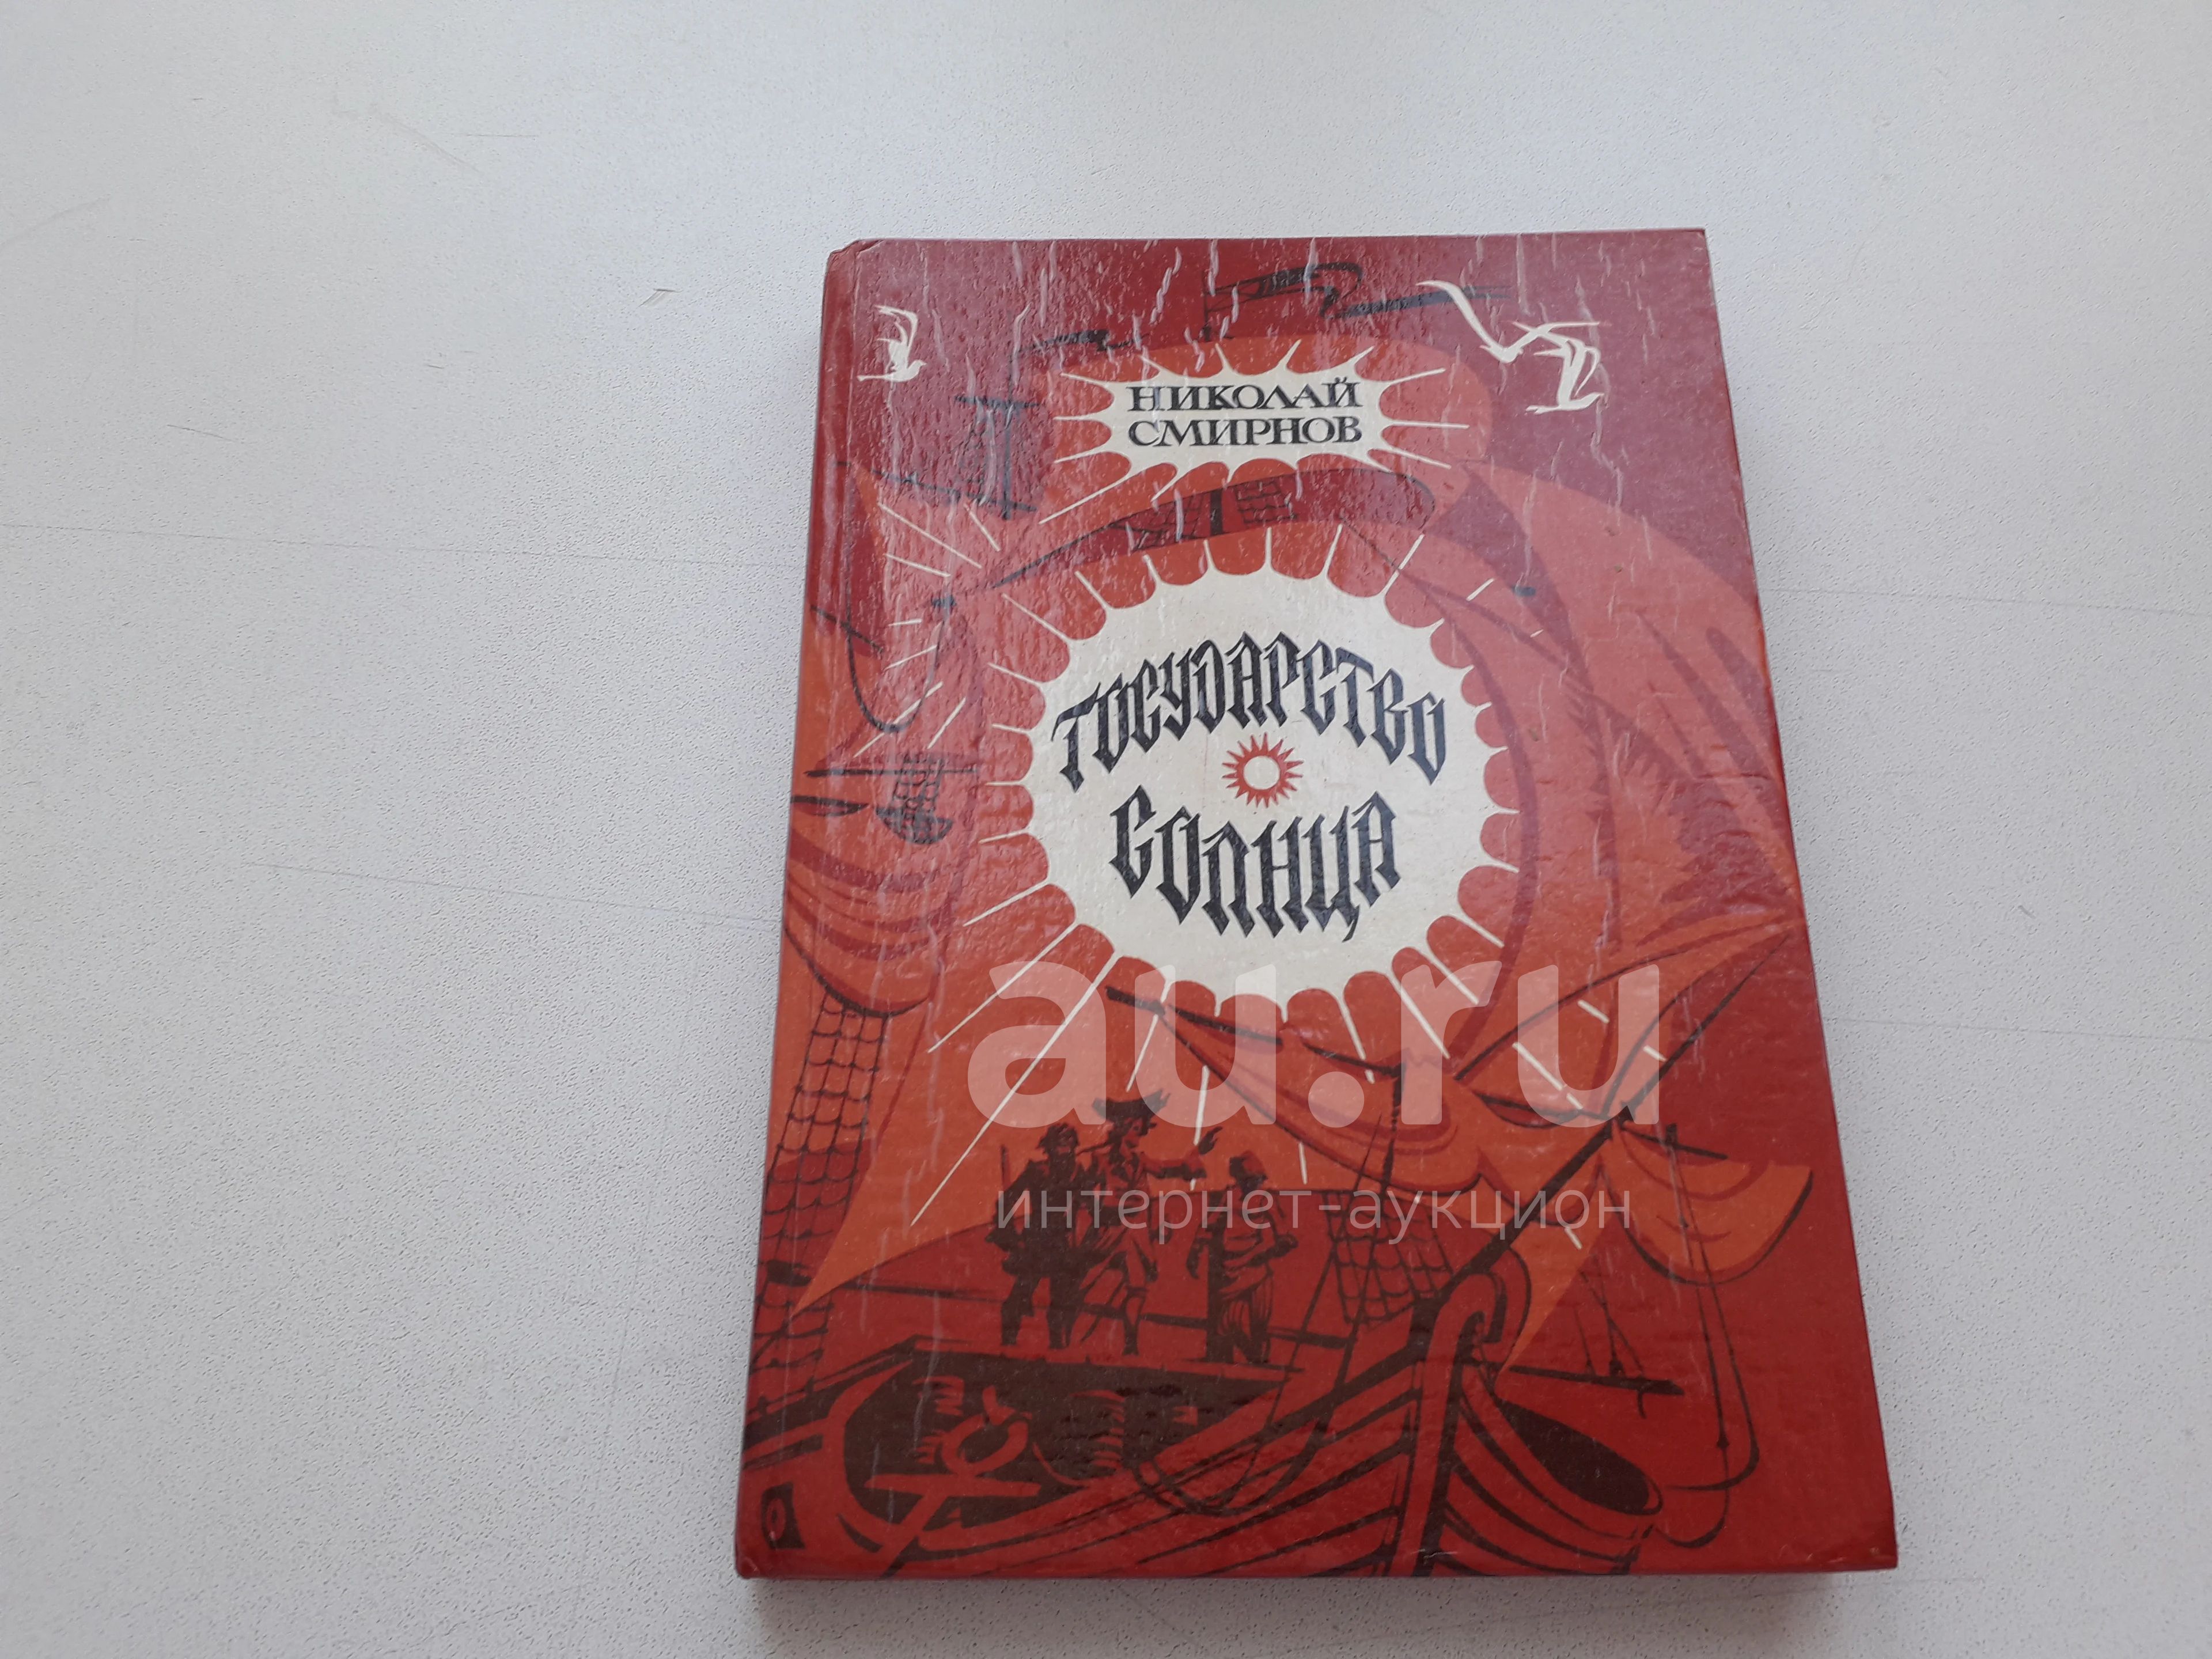 НИКОЛАЙ
СМИРНОВ
ГОСУДАРСТВО
СОЛНЦА
au.ru
интернет-аукцион